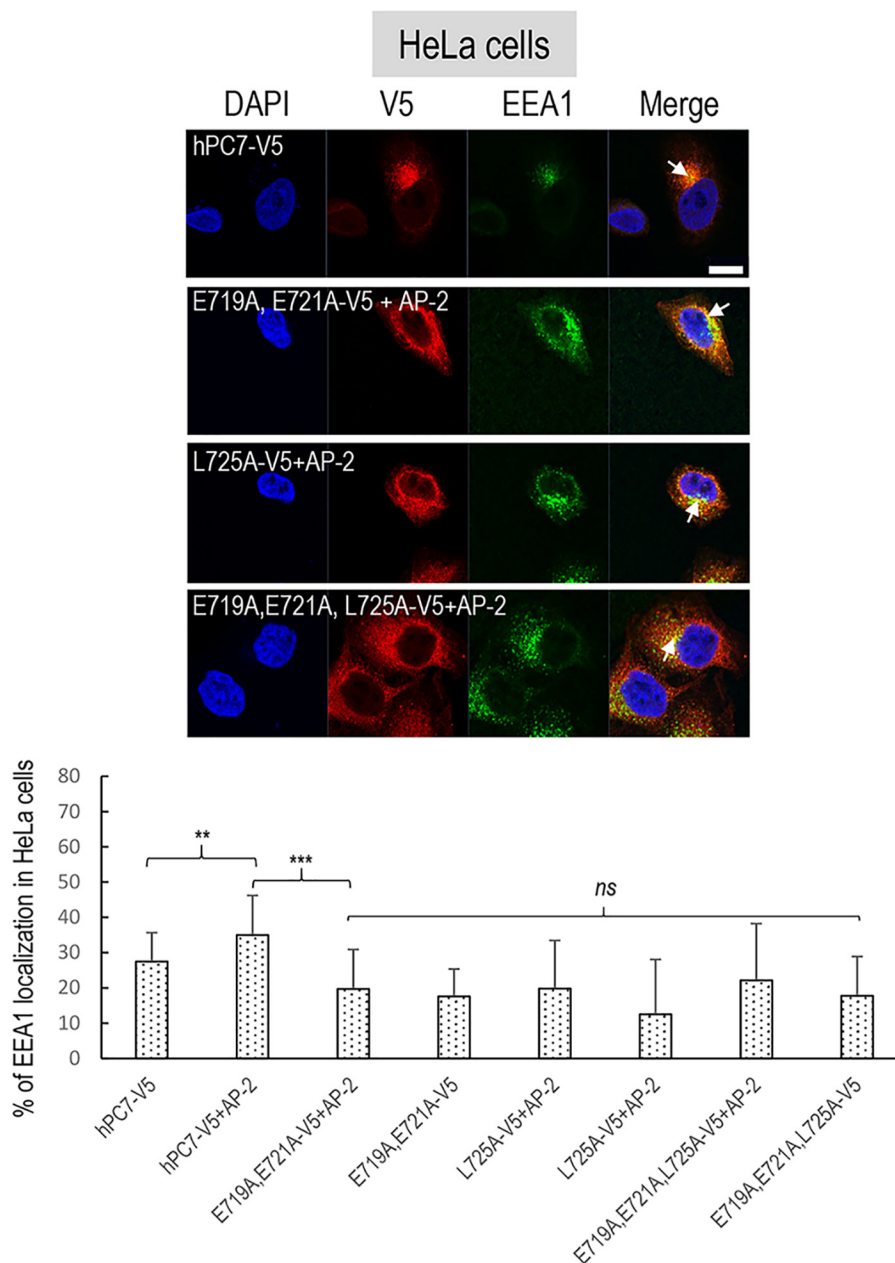 HeLa cells
DAPI V5 EEA1 Merge
hPC7-V5
E719A, E721A-V5 + AP-2
L725A-V5+AP-2
E719A,E721A, L725A-V5+AP-2
% of EEA1 localization in HeLa cells
80
70
60
50
40
30
20
10
0
**
***
ns
hPC7-V5
hPC7-V5+AP-2
E719A,E721A-V5+AP-2
E719A,E721A-V5
L725A-V5+AP-2
L725A-V5+AP-2
E719A,E721A,L725A-V5+AP-2
E719A,E721A,L725A-V5